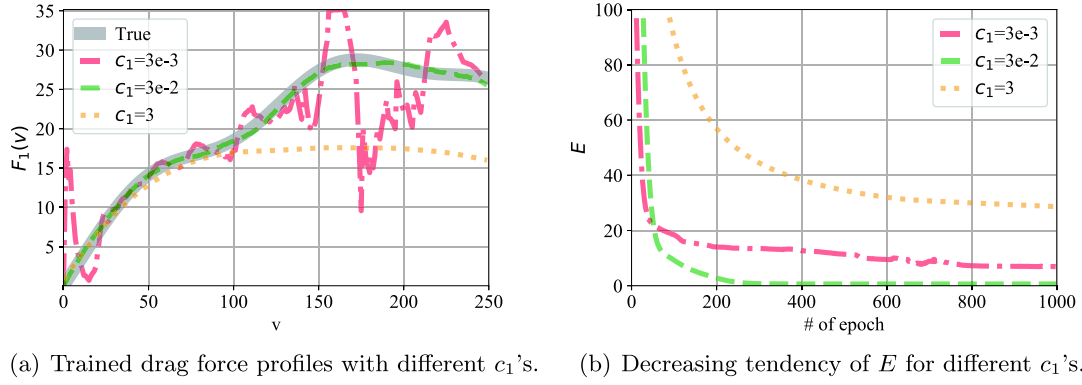 35
30
25
20
15
10
5
F₁(v)
True
c₁=3e-3
c₁=3e-2
c₁=3
0
50
100
150
200
250
v
100
80
60
40
20
0
E
c₁=3e-3
c₁=3e-2
c₁=3
0
200
400
600
800
1000
# of epoch
(a) Trained drag force profiles with different c₁'s.
(b) Decreasing tendency of E for different c₁'s.